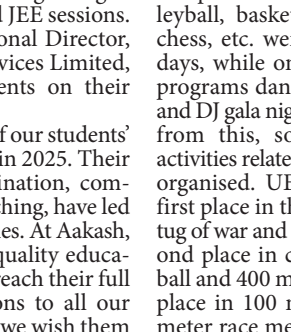 JEE sessions.
onal Director,
vices Limited,
ents on their
of our students'
in 2025. Their
ination, com-
ching, have led
es. At Aakash,
quality educa-
reach their full
ons to all our
we wish them
leyball, basket
chess, etc. wer
days, while on
programs danc
and DJ gala nig
from this, so
activities relate
organised. UE
first place in th
tug of war and
ond place in c
ball and 400 m
place in 100 m
meter race me